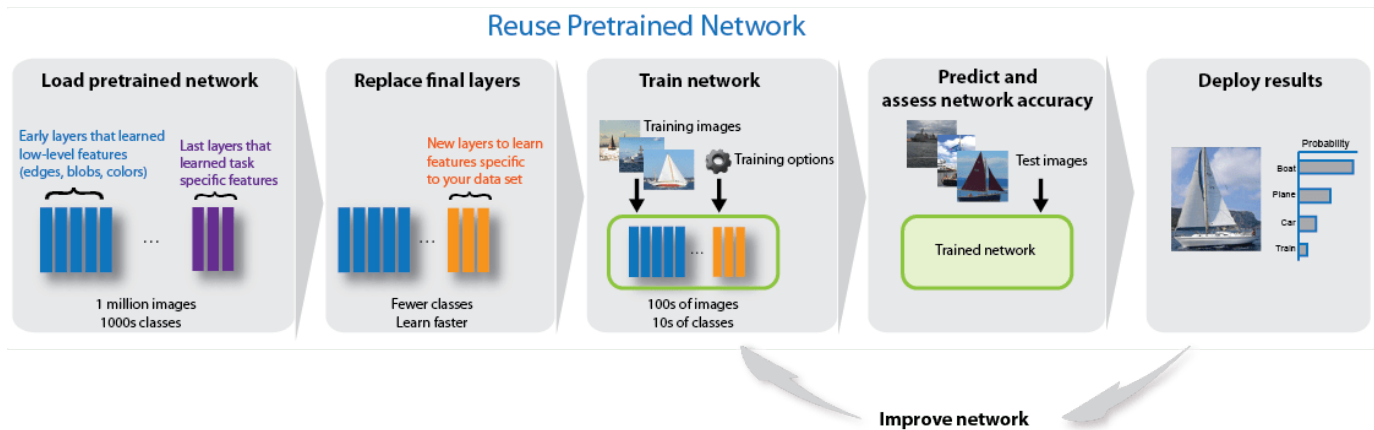 Reuse Pretrained Network
Load pretrained network
Early layers that learned
low-level features
(edges, blobs, colors)
Last layers that
learned task
specific features
...
1 million images
1000s classes
Replace final layers
New layers to learn
features specific
to your data set
...
Fewer classes
Learn faster
Train network
Training images
Training options
...
100s of images
10s of classes
Predict and
assess network accuracy
Test images
Trained network
Deploy results
Probability
Boat
Plane
Car
Train
Improve network